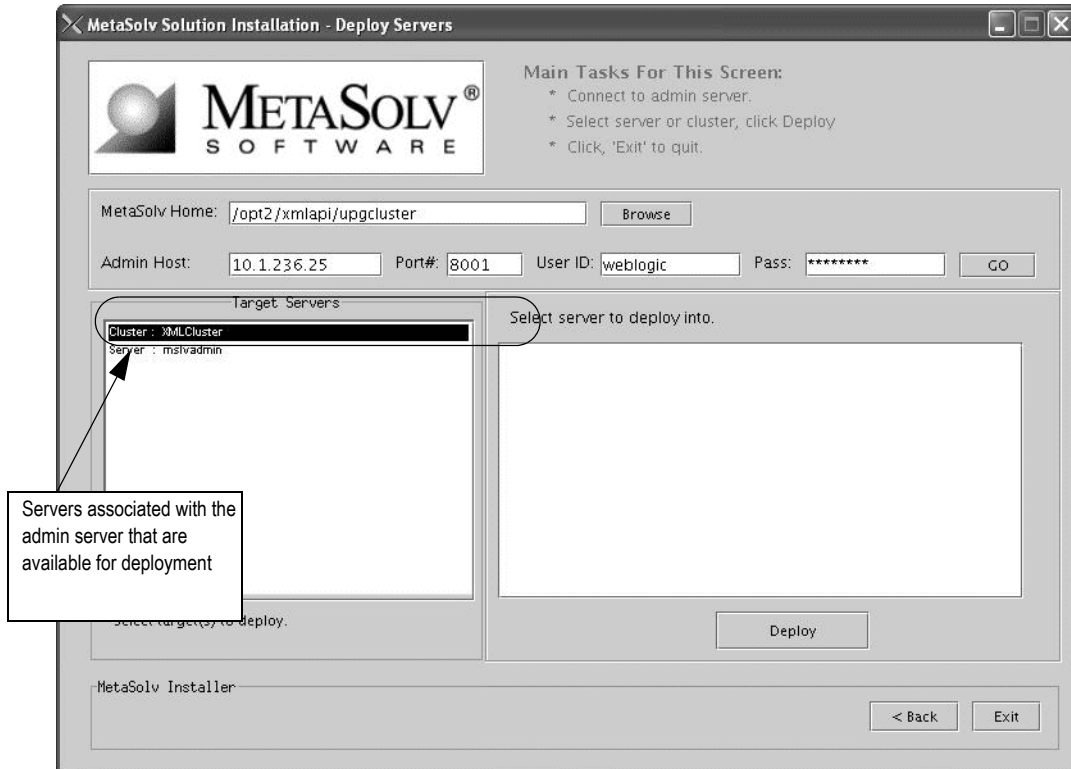 MetaSolv Solution Installation - Deploy Servers
METASOLV®
SOFTWARE
Main Tasks For This Screen:
* Connect to admin server.
* Select server or cluster, click Deploy
* Click, 'Exit' to quit.
MetaSolv Home: /opt2/xmlapi/upgcluster Browse
Admin Host: 10.1.236.25 Port#: 8001 User ID: weblogic Pass: ******** GO
Target Servers
Cluster : XMLCluster
Server : mslvadmin
Select server to deploy into.
Servers associated with the
admin server that are
available for deployment
Select target(s) to deploy.
Deploy
MetaSolv Installer
< Back Exit